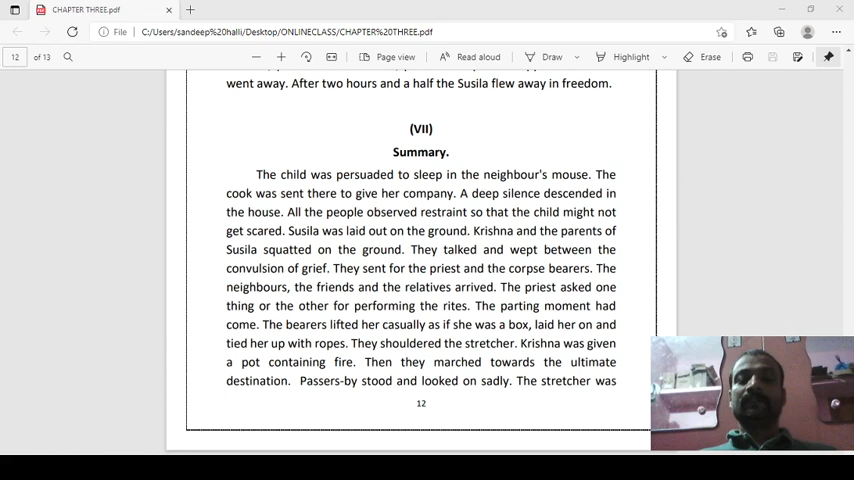 CHAPTER THREE.pdf
File
C:/Users/sandeep%20halli/Desktop/ONLINECLASS/CHAPTER%20THREE.pdf
12 of 13
Page view
Read aloud
Draw
Highlight
Erase
went away. After two hours and a half the Susila flew away in freedom.
(VII)
Summary.
The child was persuaded to sleep in the neighbour's mouse. The
cook was sent there to give her company. A deep silence descended in
the house. All the people observed restraint so that the child might not
get scared. Susila was laid out on the ground. Krishna and the parents of
Susila squatted on the ground. They talked and wept between the
convulsion of grief. They sent for the priest and the corpse bearers. The
neighbours, the friends and the relatives arrived. The priest asked one
thing or the other for performing the rites. The parting moment had
come. The bearers lifted her casually as if she was a box, laid her on and
tied her up with ropes. They shouldered the stretcher. Krishna was given
a pot containing fire. Then they marched towards the ultimate
destination. Passers-by stood and looked on sadly. The stretcher was
12